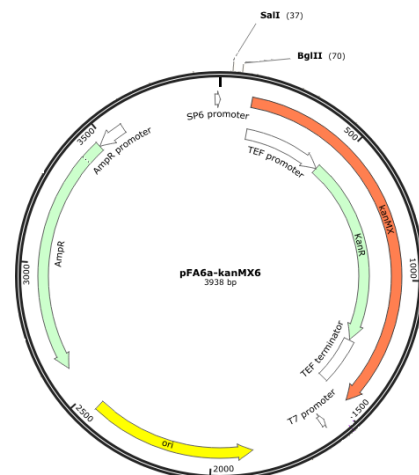 SalI (37)
BglII (70)
SP6 promoter
TEF promoter
500
kanMX
KanR
1000
TEF terminator
T7 promoter
1500
2000
ori
2500
AmpR
3000
AmpR promoter
3500
pFA6a-kanMX6
3938 bp